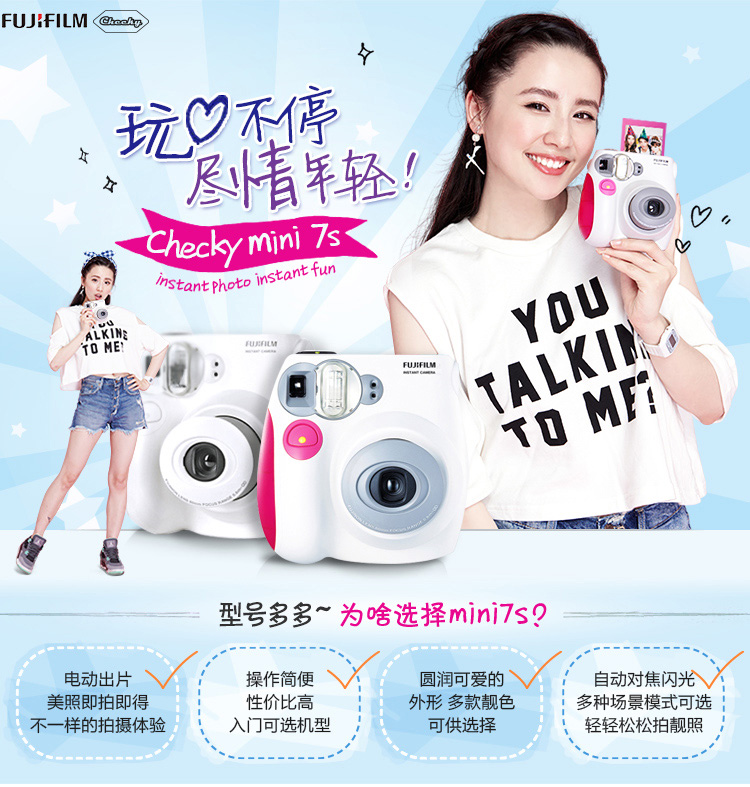 FUJIFILM Cheeky
玩♡不停
尽情年轻！
Checky mini 7s
instant photo instant fun
FUJIFILM
YOU
TALKING
TO ME?
FUJIFILM
INSTANT CAMERA
FUJIFILM
INSTANT CAMERA
YOU
TALKIN
TO ME?
型号多多~ 为啥选择mini7s?
电动出片
美照即拍即得
不一样的拍摄体验
操作简便
性价比高
入门可选机型
圆润可爱的
外形 多款靓色
可供选择
自动对焦闪光
多种场景模式可选
轻轻松松拍靓照